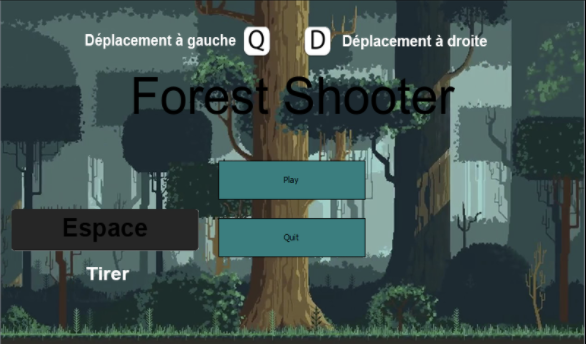 Déplacement à gauche Q D Déplacement à droite
Forest Shooter
Play
Espace
Quit
Tirer